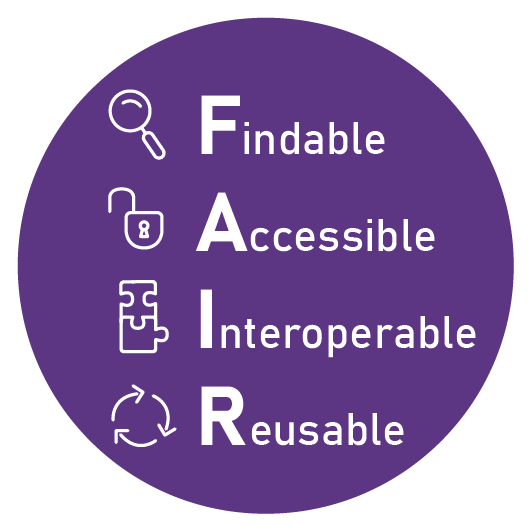 Findable
Accessible
Interoperable
Reusable